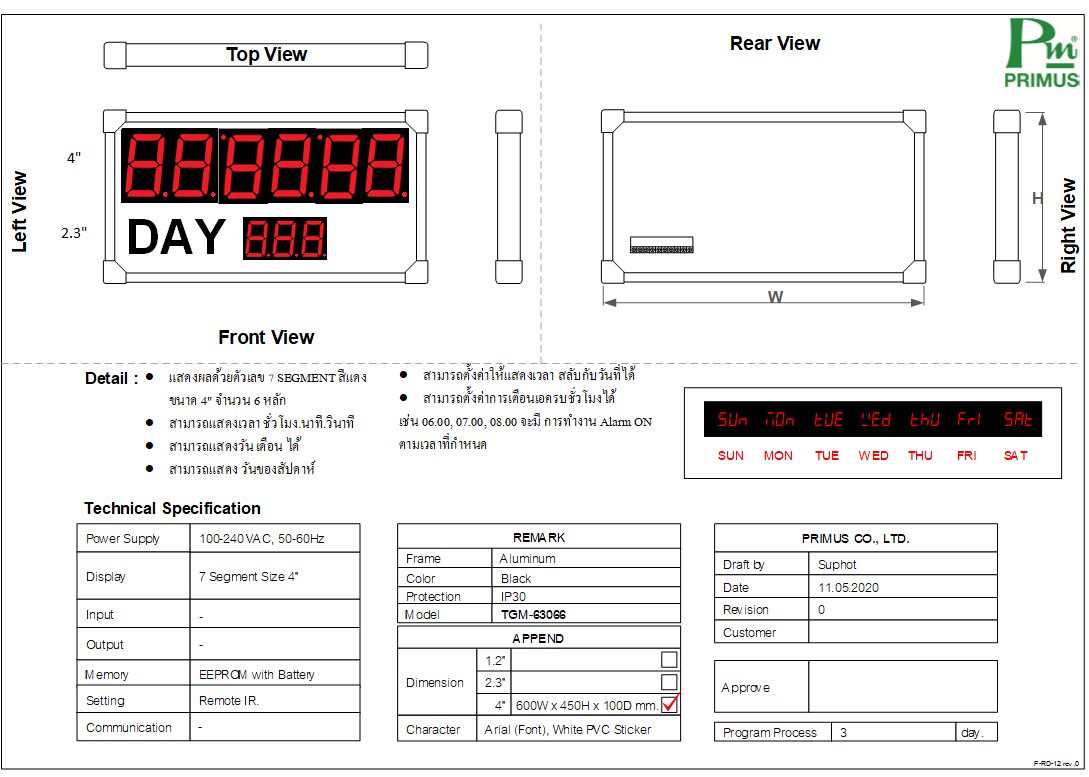 Top View
Rear View
Pm®
PRIMUS
4"
2.3"
DAY
Left View
H
Right View
W
Front View
Detail :
• แสดงผลด้วยตัวเลข 7 SEGMENT สีแดง
ขนาด 4" จำนวน 6 หลัก
• สามารถแสดงเวลา ชั่วโมง.นาที.วินาที
• สามารถแสดงวัน เดือน ได้
• สามารถแสดง วันของสัปดาห์
• สามารถตั้งค่าให้แสดงเวลา สลับกับวันที่ได้
• สามารถตั้งค่าการเตือนเอครบชั่วโมงได้
เช่น 06.00, 07.00, 08.00 จะมี การทำงาน Alarm ON
ตามเวลาที่กำหนด
SUn MOn tUE WEd thU FrI SAt
SUN MON TUE WED THU FRI SAT
Technical Specification
Power Supply 100-240 VAC, 50-60Hz
Display 7 Segment Size 4"
Input -
Output -
Memory EEPROM with Battery
Setting Remote IR.
Communication -
REMARK
Frame Aluminum
Color Black
Protection IP30
Model TGM-63066
APPEND
Dimension
1.2"
2.3"
4" 600W x 450H x 100D mm.
Character Arial (Font), White PVC Sticker
PRIMUS CO., LTD.
Draft by Suphot
Date 11.05.2020
Revision 0
Customer
Approve
Program Process 3 day.
F-RD-12 rev.0